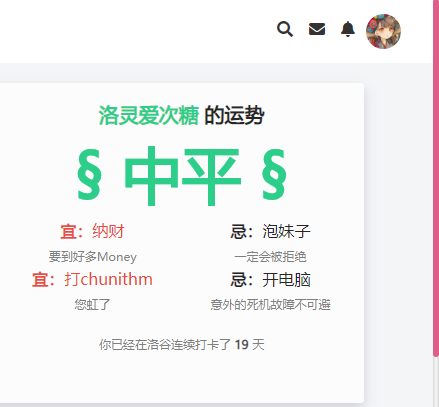 洛灵爱次糖 的运势
§ 中平 §
宜：纳财
忌：泡妹子
要到好多Money
一定会被拒绝
宜：打chunithm
忌：开电脑
您虹了
意外的死机故障不可避
你已经在洛谷连续打卡了 19 天